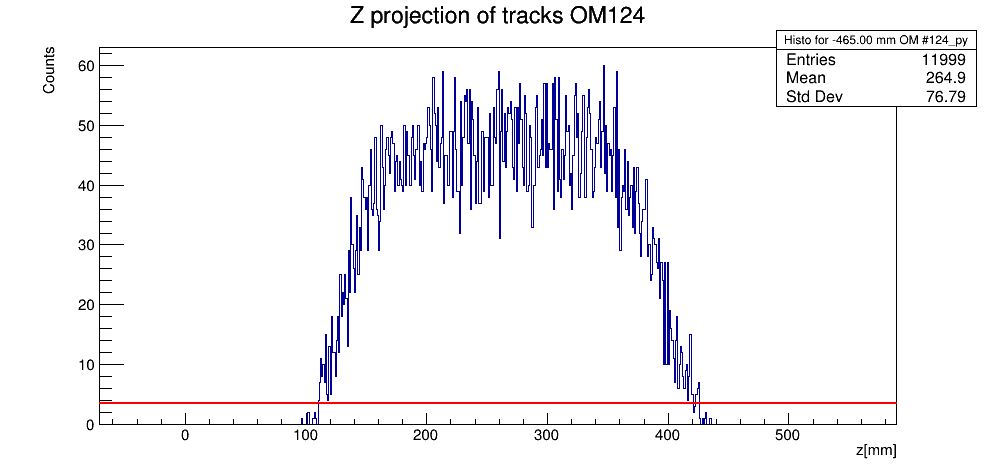 Z projection of tracks OM124
Histo for -465.00 mm OM #124_py
Entries 11999
Mean 264.9
Std Dev 76.79
Counts
60
50
40
30
20
10
0
0 100 200 300 400 500
z[mm]